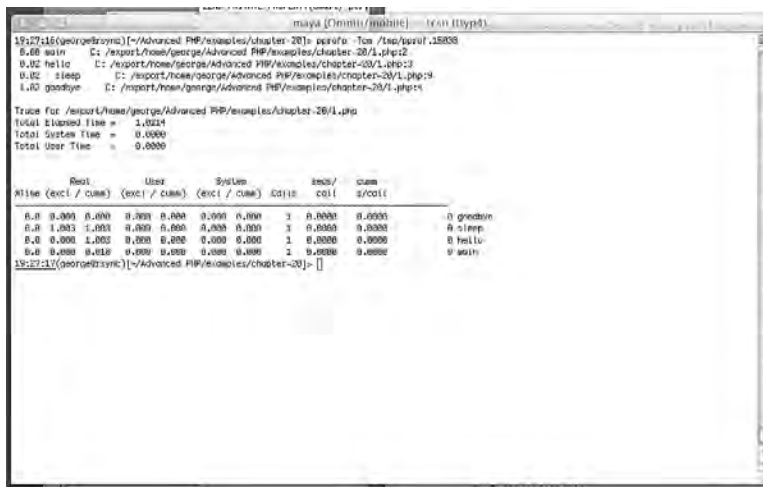 maya (Ommm/mobile) tcsh (ttyp4)
19:27:16(george@rsync)[~/Advanced PHP/examples/chapter-20]> pprofp -Tcm /tmp/pprof.15038
0.00 main C: /export/home/george/Advanced PHP/examples/chapter-20/1.php:2
0.02 hello C: /export/home/george/Advanced PHP/examples/chapter-20/1.php:3
0.02 sleep C: /export/home/george/Advanced PHP/examples/chapter-20/1.php:9
1.02 goodbye C: /export/home/george/Advanced PHP/examples/chapter-20/1.php:4
Trace for /export/home/george/Advanced PHP/examples/chapter-20/1.php
Total Elapsed Time = 1.0214
Total System Time = 0.0000
Total User Time = 0.0000
Real User System secs/ cumm
%Time (excl / cumm) (excl / cumm) (excl / cumm) Calls call s/call
0.0 0.000 0.000 0.000 0.000 0.000 0.000 1 0.0000 0.0000 0 goodbye
0.0 1.003 1.003 0.000 0.000 0.000 0.000 1 0.0000 0.0000 0 sleep
0.0 0.000 1.003 0.000 0.000 0.000 0.000 1 0.0000 0.0000 0 hello
0.0 0.000 0.018 0.000 0.000 0.000 0.000 1 0.0000 0.0000 0 main
19:27:17(george@rsync)[~/Advanced PHP/examples/chapter-20]>